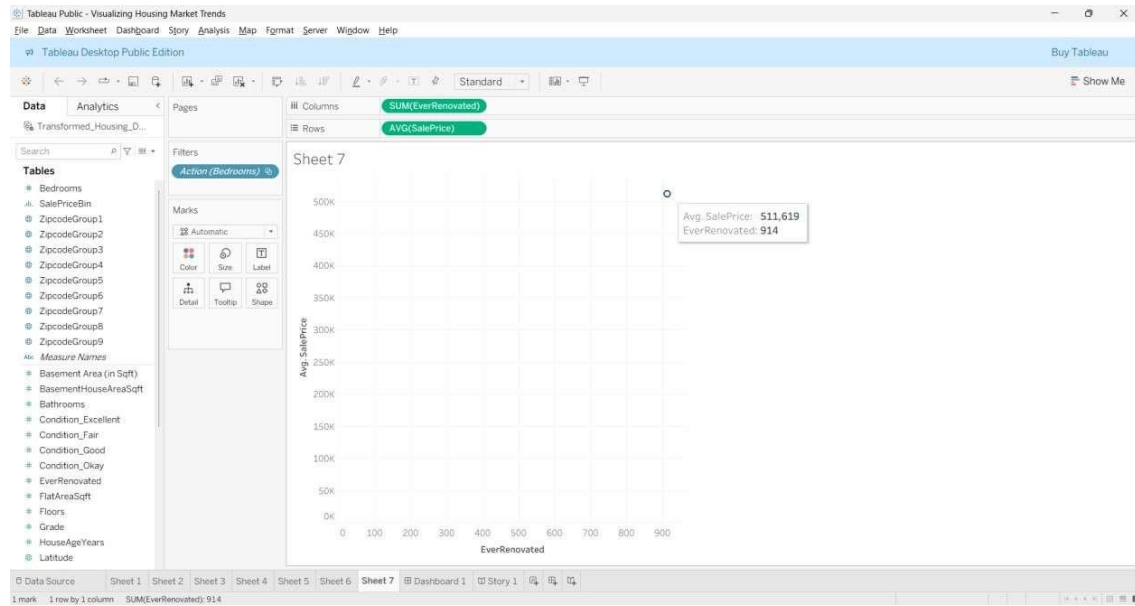 Tableau Public - Visualizing Housing Market Trends
File Data Worksheet Dashboard Story Analysis Map Format Server Window Help
Tableau Desktop Public Edition Buy Tableau
Standard Show Me
Data Analytics
Transformed_Housing_D...
Search
Tables
# Bedrooms
SalePriceBin
ZipcodeGroup1
ZipcodeGroup2
ZipcodeGroup3
ZipcodeGroup4
ZipcodeGroup5
ZipcodeGroup6
ZipcodeGroup7
ZipcodeGroup8
ZipcodeGroup9
Abc Measure Names
# Basement Area (in Sqft)
# BasementHouseAreaSqft
# Bathrooms
# Condition_Excellent
# Condition_Fair
# Condition_Good
# Condition_Okay
# EverRenovated
# FlatAreaSqft
# Floors
# Grade
# HouseAgeYears
Latitude
Pages
Filters
Action (Bedrooms)
Marks
Automatic
Color Size Label
Detail Tooltip Shape
Columns SUM(EverRenovated)
Rows AVG(SalePrice)
Sheet 7
Avg. SalePrice
500K
450K
400K
350K
300K
250K
200K
150K
100K
50K
0K
0 100 200 300 400 500 600 700 800 900
EverRenovated
Avg. SalePrice: 511,619
EverRenovated: 914
Data Source Sheet 1 Sheet 2 Sheet 3 Sheet 4 Sheet 5 Sheet 6 Sheet 7 Dashboard 1 Story 1
1 mark 1 row by 1 column SUM(EverRenovated): 914